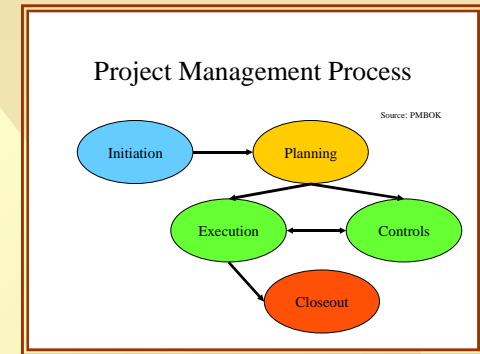 Project Management Process
Source: PMBOK
Initiation
Planning
Execution
Controls
Closeout